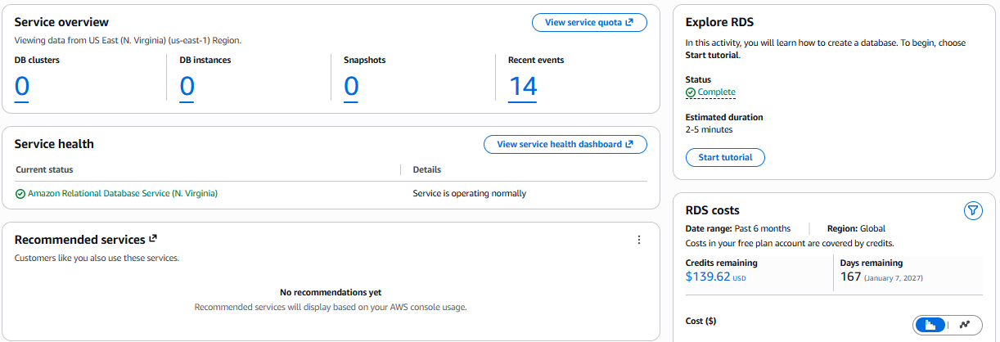 Service overview
View service quota
Viewing data from US East (N. Virginia) (us-east-1) Region.
DB clusters
0
DB instances
0
Snapshots
0
Recent events
14
Service health
View service health dashboard
Current status
Details
Amazon Relational Database Service (N. Virginia)
Service is operating normally
Recommended services
Customers like you also use these services.
No recommendations yet
Recommended services will display based on your AWS console usage.
Explore RDS
In this activity, you will learn how to create a database. To begin, choose
Start tutorial.
Status
Complete
Estimated duration
2-5 minutes
Start tutorial
RDS costs
Date range: Past 6 months
Region: Global
Costs in your free plan account are covered by credits.
Credits remaining
$139.62 USD
Days remaining
167 (January 7, 2027)
Cost ($)